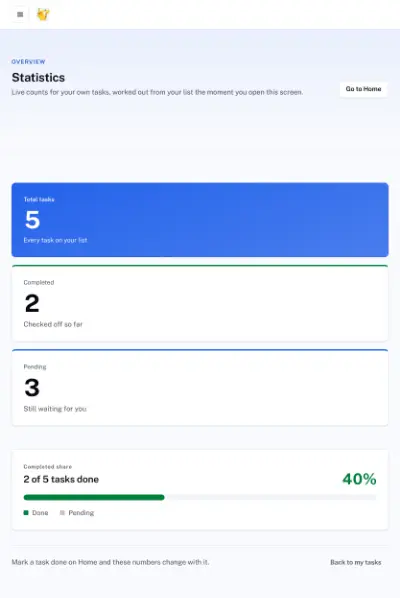 OVERVIEW
Statistics
Live counts for your own tasks, worked out from your list the moment you open this screen.
Go to Home
Total tasks
5
Every task on your list
Completed
2
Checked off so far
Pending
3
Still waiting for you
Completed share
2 of 5 tasks done
40%
Done
Pending
Mark a task done on Home and these numbers change with it.
Back to my tasks